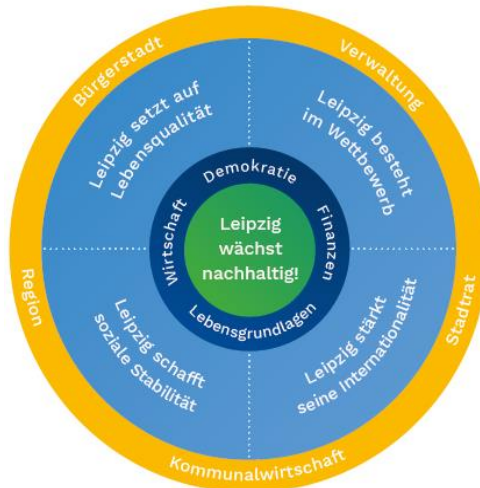 Bürgerstadt
Verwaltung
Leipzig setzt auf
Lebensqualität
Leipzig besteht
im Wettbewerb
Demokratie
Wirtschaft
Finanzen
Leipzig
wächst
nachhaltig!
Lebensgrundlagen
Region
Stadtrat
Leipzig schafft
soziale Stabilität
Leipzig stärkt
seine Internationalität
Kommunalwirtschaft